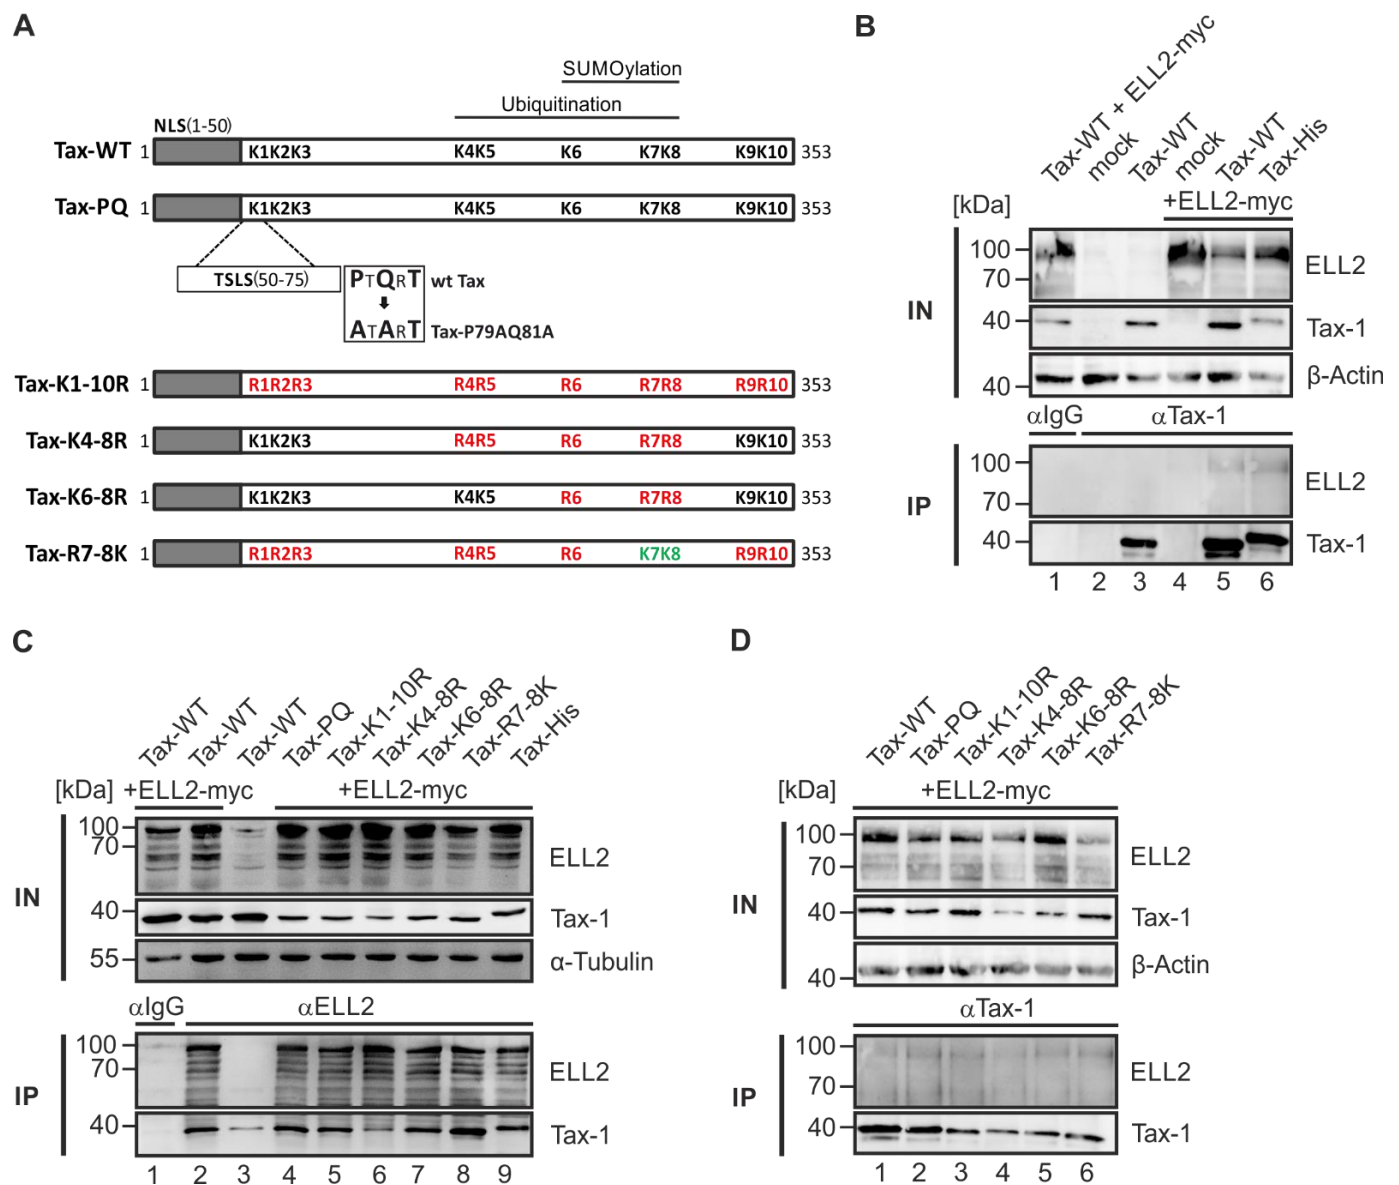 A
SUMOylation
Ubiquitination
NLS(1-50)
Tax-WT 1 K1K2K3 K4K5 K6 K7K8 K9K10 353
Tax-PQ 1 K1K2K3 K4K5 K6 K7K8 K9K10 353
TSLS(50-75) PTQRT wt Tax
ATART Tax-P79AQ81A
Tax-K1-10R 1 R1R2R3 R4R5 R6 R7R8 R9R10 353
Tax-K4-8R 1 K1K2K3 R4R5 R6 R7R8 K9K10 353
Tax-K6-8R 1 K1K2K3 K4K5 R6 R7R8 K9K10 353
Tax-R7-8K 1 R1R2R3 R4R5 R6 K7K8 R9R10 353
B
Tax-WT + ELL2-myc
mock
Tax-WT
mock
Tax-WT
Tax-His
[kDa] +ELL2-myc
IN
100 ELL2
70
40 Tax-1
40 β-Actin
αIgG αTax-1
IP
100 ELL2
70
40 Tax-1
1 2 3 4 5 6
C
Tax-WT
Tax-WT
Tax-WT
Tax-PQ
Tax-K1-10R
Tax-K4-8R
Tax-K6-8R
Tax-R7-8K
Tax-His
[kDa] +ELL2-myc +ELL2-myc
IN
100
70 ELL2
40 Tax-1
55 α-Tubulin
αIgG αELL2
IP
100 ELL2
70
40 Tax-1
1 2 3 4 5 6 7 8 9
D
Tax-WT
Tax-PQ
Tax-K1-10R
Tax-K4-8R
Tax-K6-8R
Tax-R7-8K
[kDa] +ELL2-myc
IN
100 ELL2
70
40 Tax-1
40 β-Actin
αTax-1
IP
100 ELL2
70
40 Tax-1
1 2 3 4 5 6